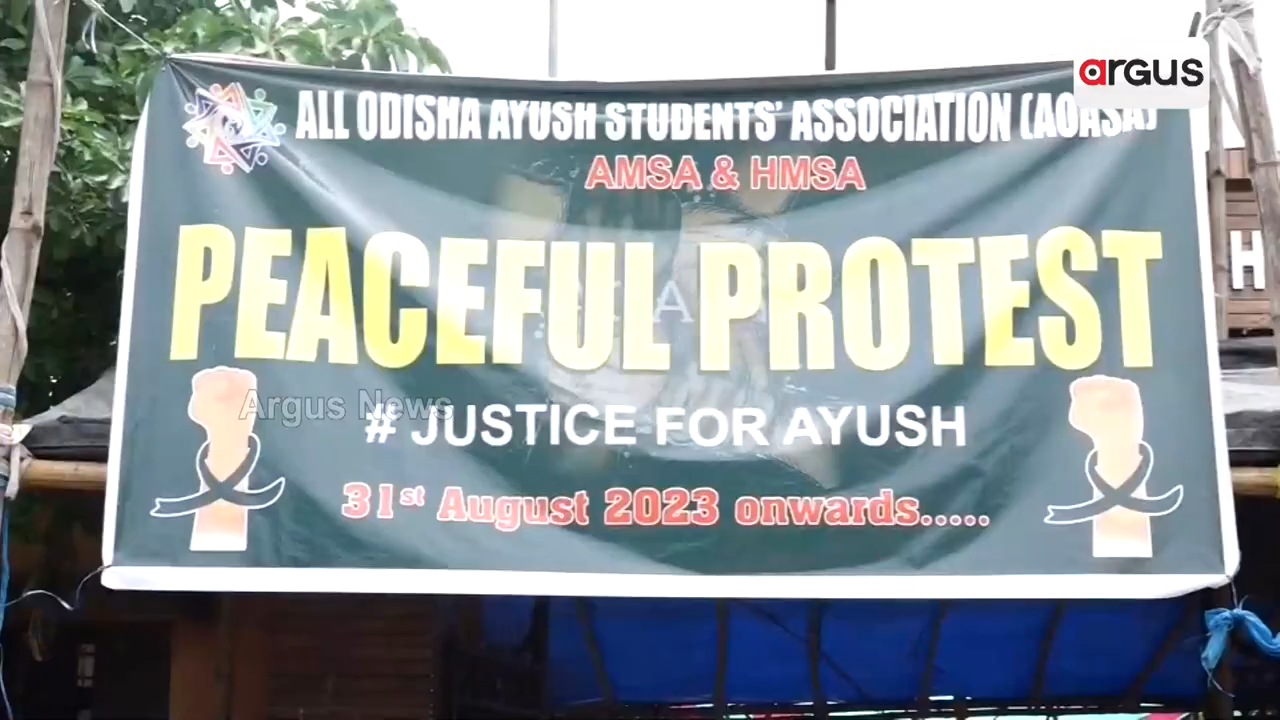 argus
ALL ODISHA AYUSH STUDENTS' ASSOCIATION (AOASA)
AMSA & HMSA
PEACEFUL PROTEST
Argus News
# JUSTICE FOR AYUSH
31st August 2023 onwards.....
H